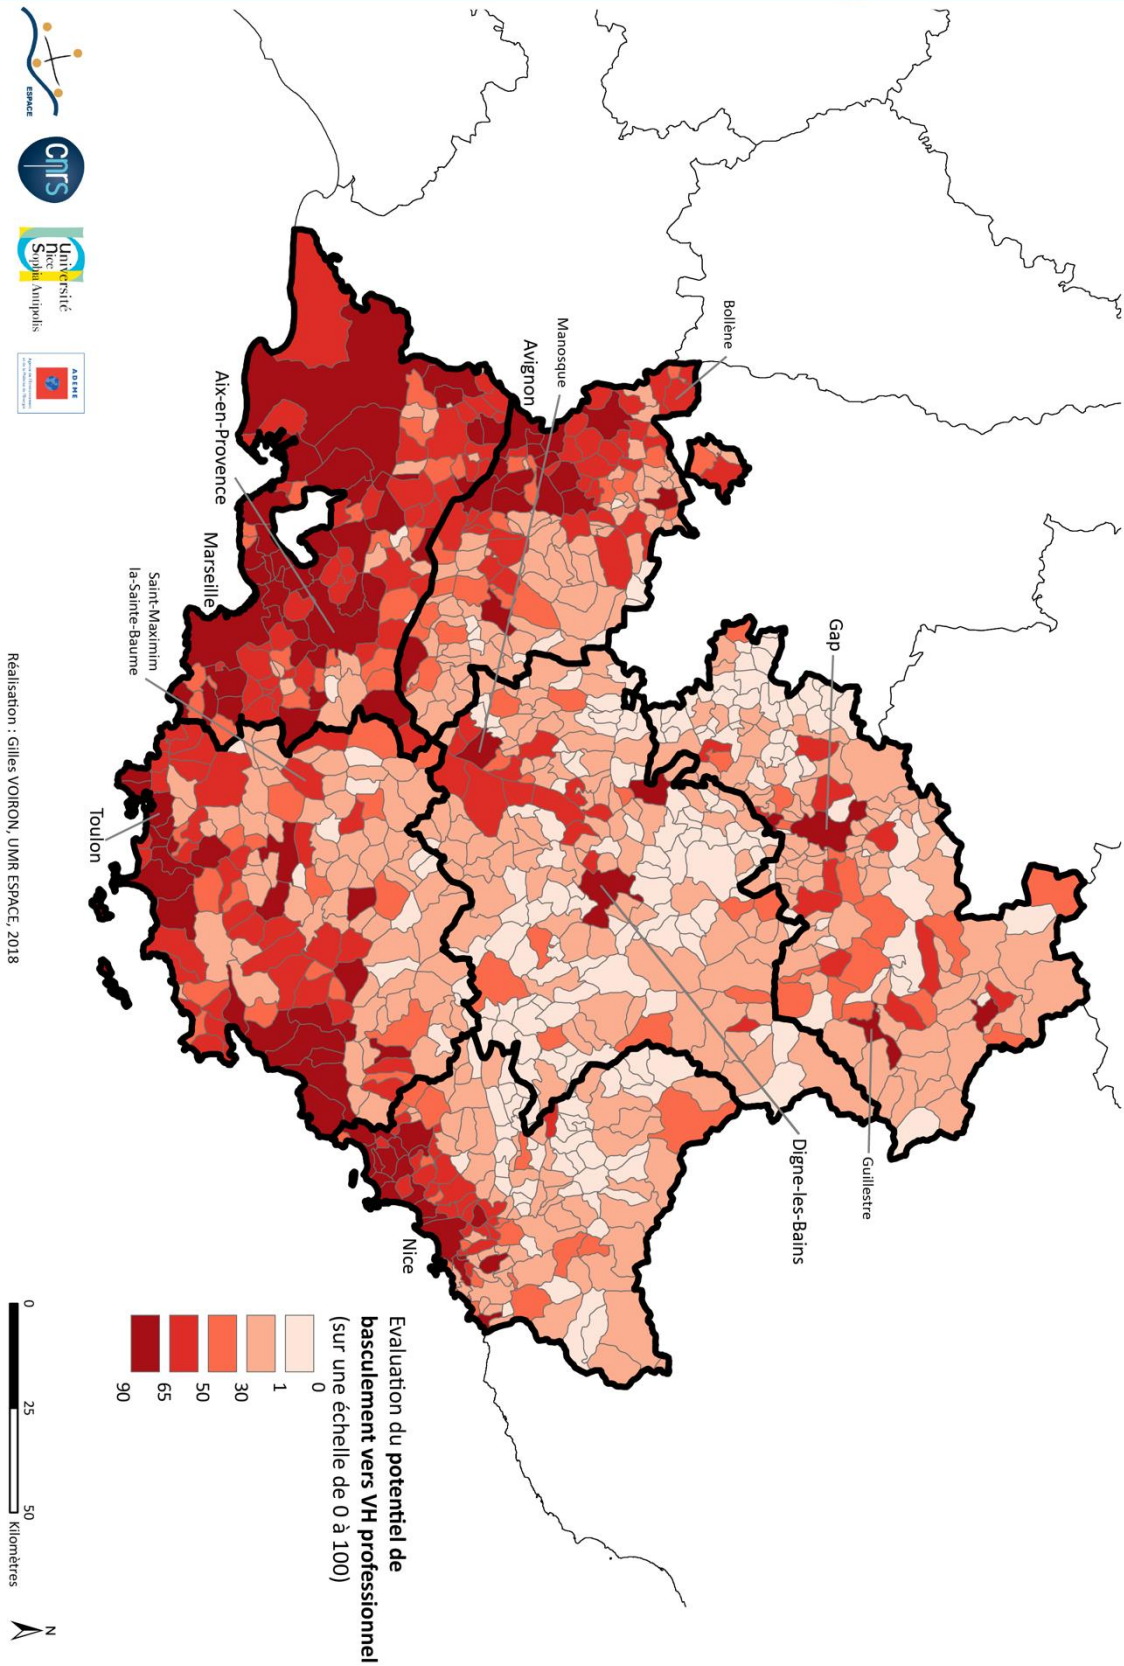 Bollène
Manosque
Avignon
Aix-en-Provence
Marseille
Saint-Maximim
la-Sainte-Baume
Toulon
Gap
Guillestre
Digne-les-Bains
Nice
Evaluation du potentiel de
basculement vers VH professionnel
(sur une échelle de 0 à 100)
0
1
30
50
65
90
0 25 50 Kilomètres
N
ESPACE
cnrs
Université
nice
Sophia Antipolis
ADEME
Réalisation : Gilles VOIRON, UMR ESPACE, 2018